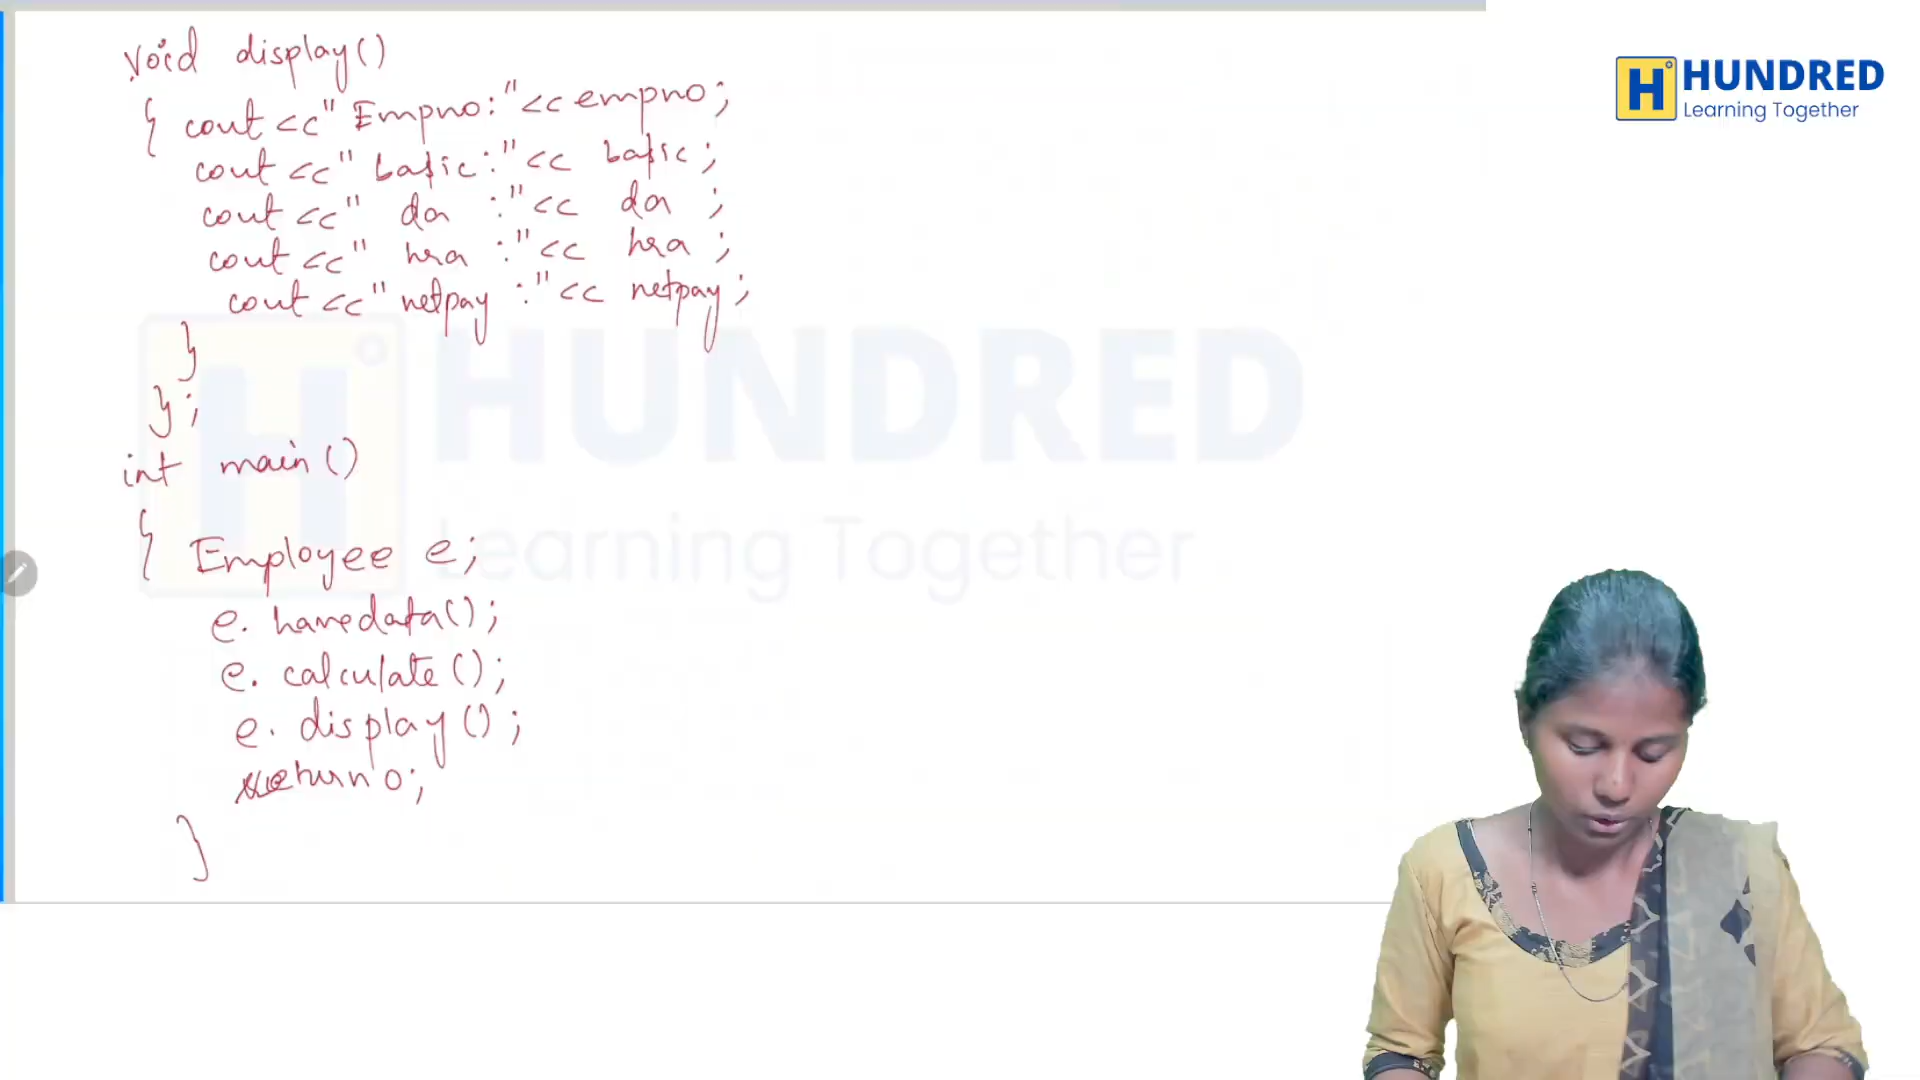 void display()
{ cout <<" Empno:"<< empno;
cout <<" basic:"<< basic;
cout <<" da :"<< da ;
cout <<" hra :"<< hra ;
cout <<" netpay :"<< netpay;
}
};
int main()
{ Employee e;
e. havedata();
e. calculate();
e. display();
return 0;
}
H HUNDRED
Learning Together
H HUNDRED
Learning Together